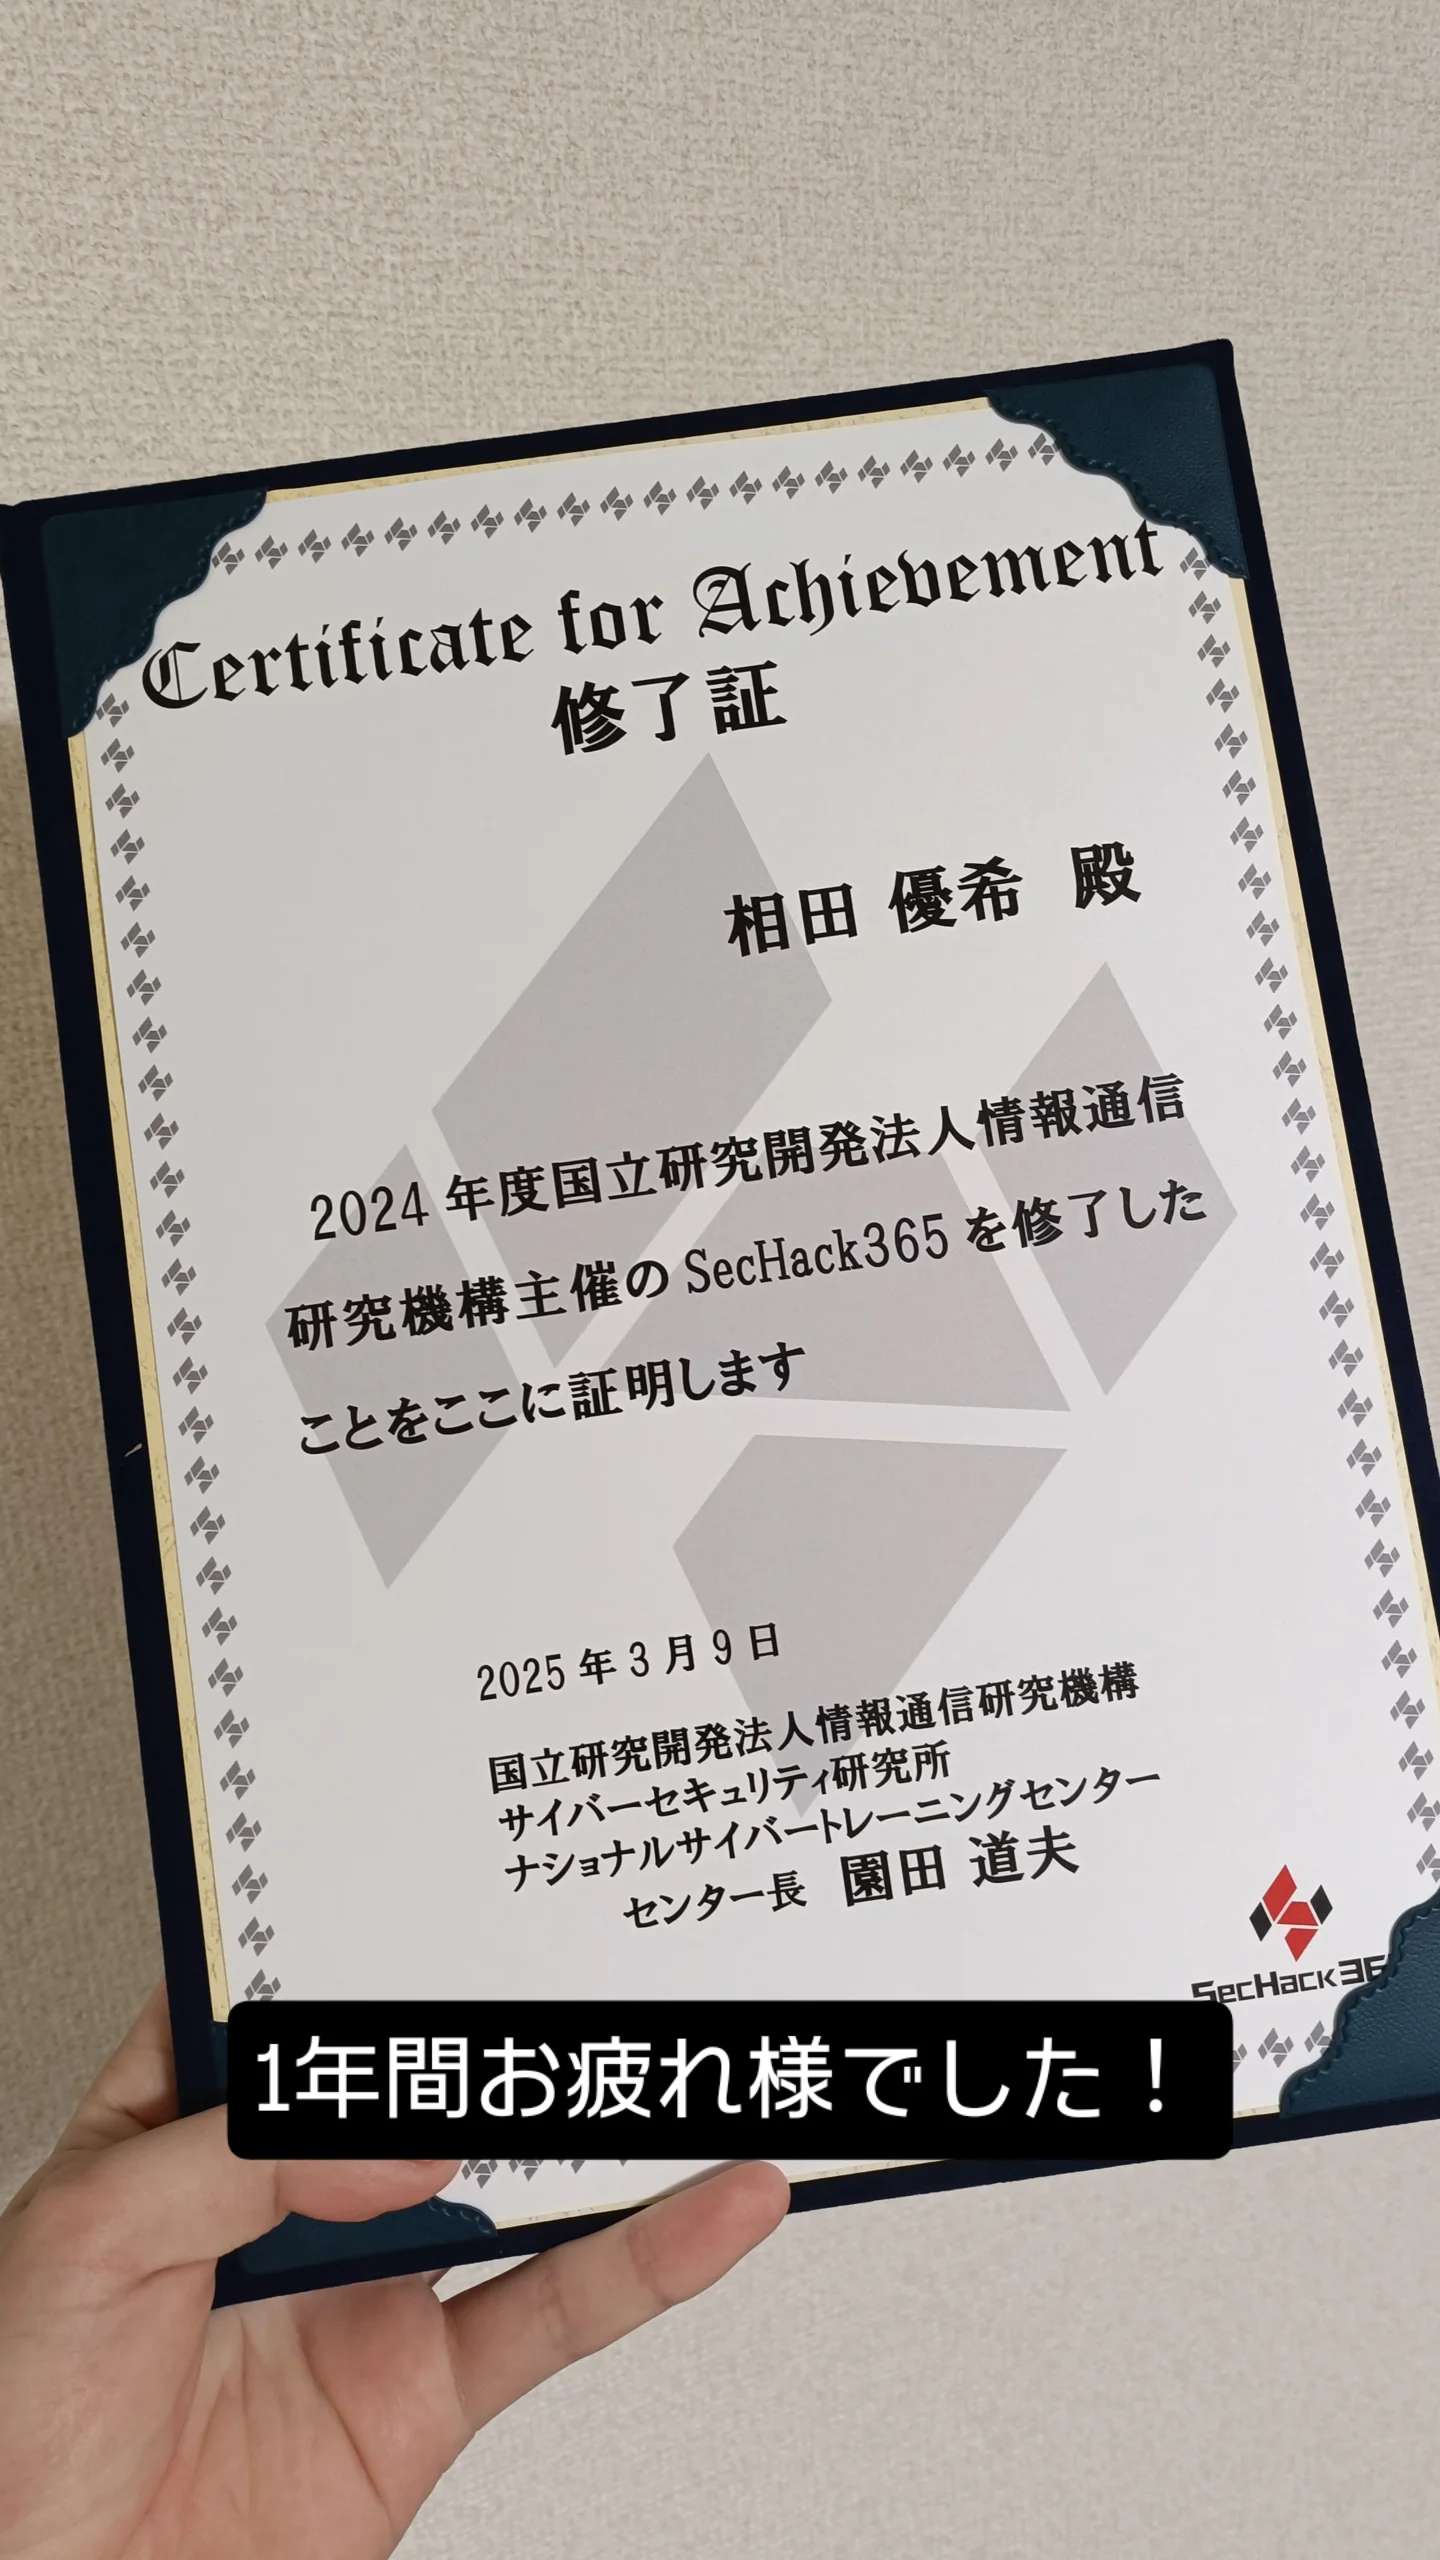 Certificate for Achievement
修了証
相田 優希 殿
2024 年度国立研究開発法人情報通信
研究機構主催の SecHack365 を修了した
ことをここに証明します
2025 年 3 月 9 日
国立研究開発法人情報通信研究機構
サイバーセキュリティ研究所
ナショナルサイバートレーニングセンター
センター長 園田 道夫
SecHack36
1年間お疲れ様でした！